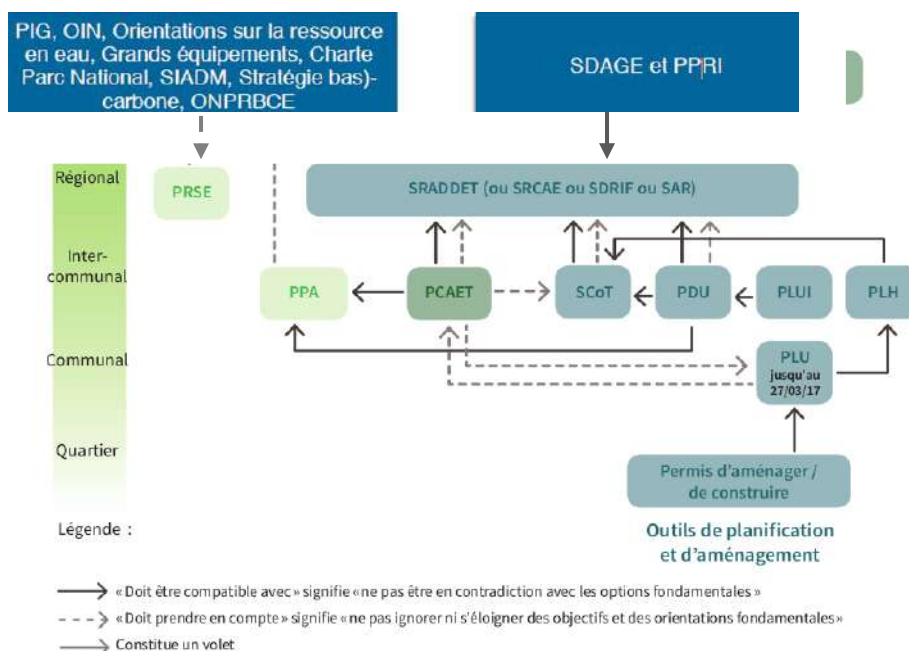 PIG, OIN, Orientations sur la ressource
en eau, Grands équipements, Charte
Parc National, SIADM, Stratégie bas)-
carbone, ONPRBCE
SDAGE et PPRI
Régional
PRSE
SRADDET (ou SRCAE ou SDRIF ou SAR)
Inter-
communal
PPA
PCAET
SCoT
PDU
PLUI
PLH
Communal
PLU
jusqu'au
27/03/17
Quartier
Permis d'aménager /
de construire
Légende :
Outils de planification
et d'aménagement
« Doit être compatible avec » signifie « ne pas être en contradiction avec les options fondamentales »
« Doit prendre en compte » signifie « ne pas ignorer ni s'éloigner des objectifs et des orientations fondamentales »
Constitue un volet